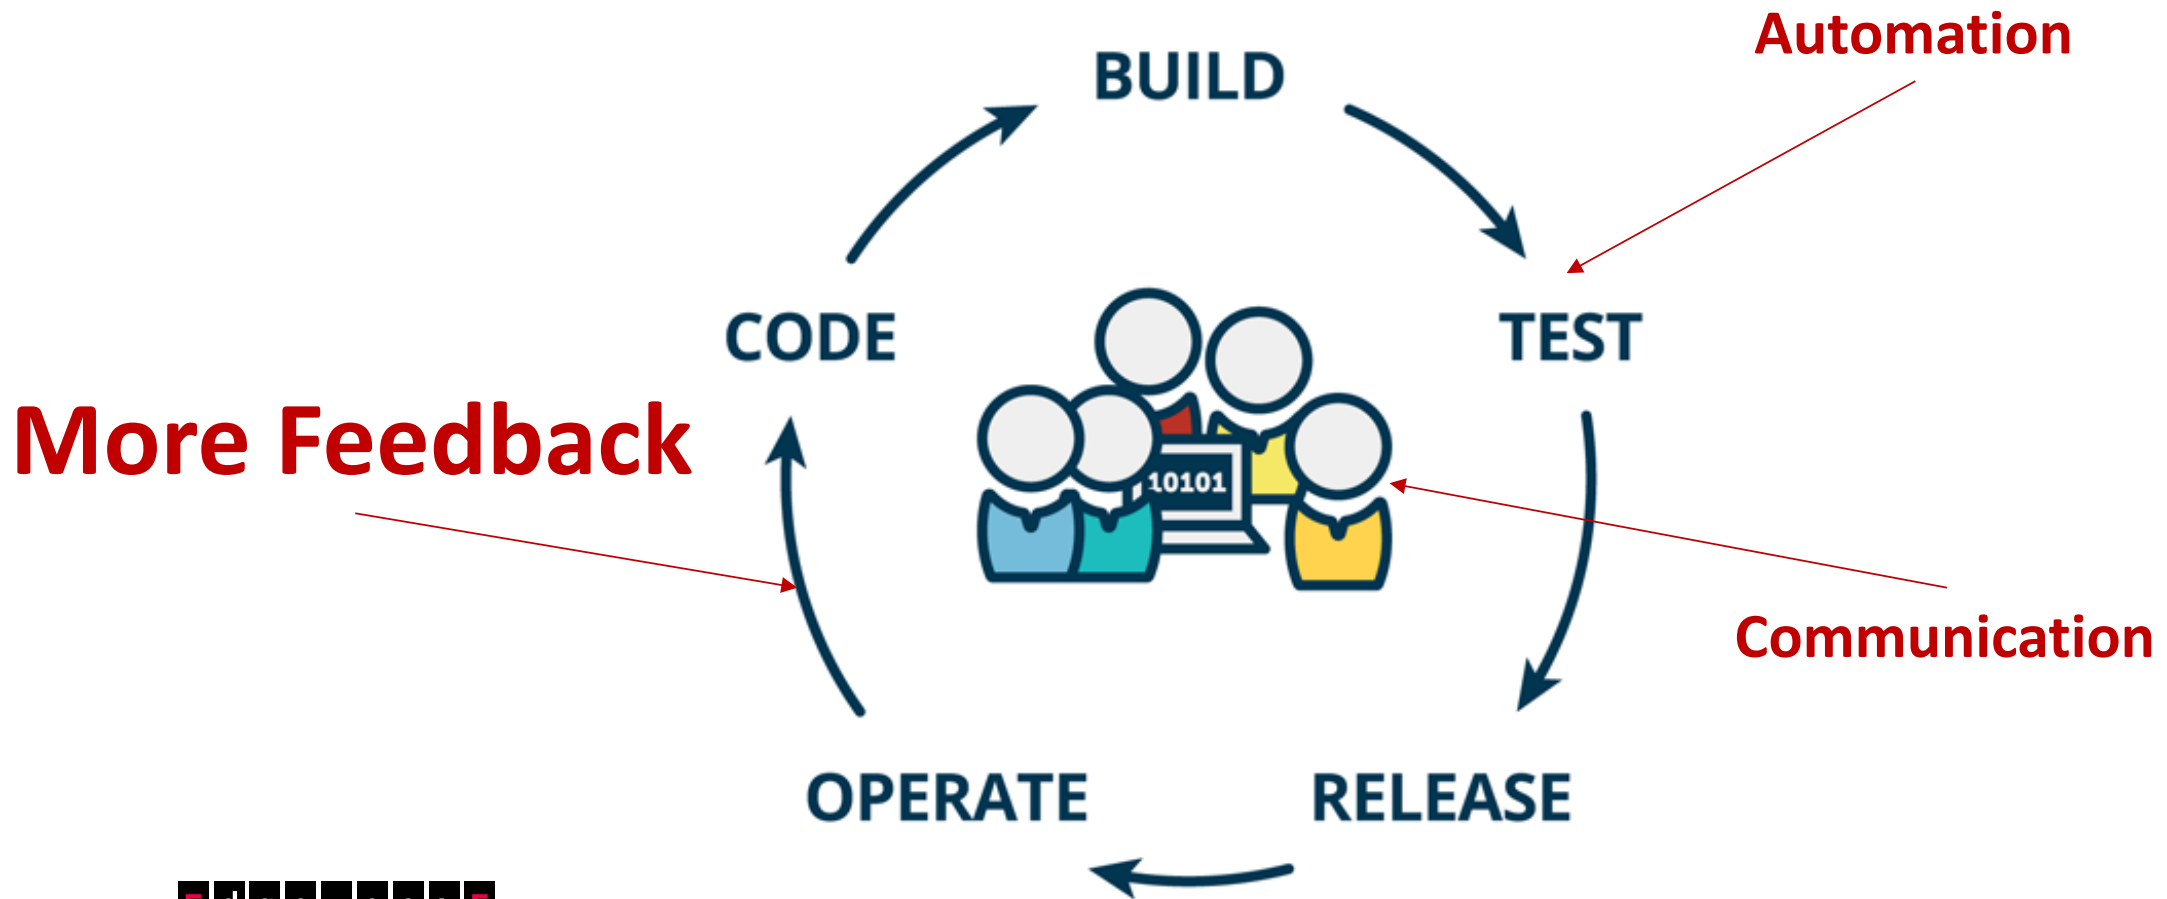 Automation
BUILD
CODE
TEST
More Feedback
10101
Communication
OPERATE
RELEASE